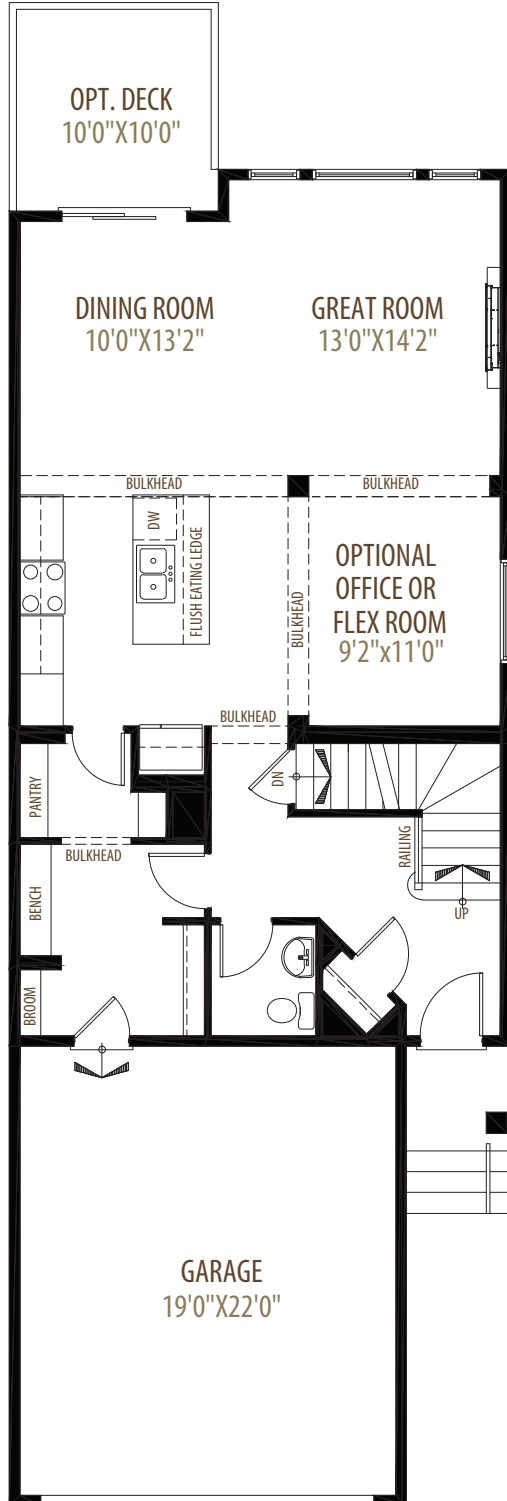 OPT. DECK
10'0"X10'0"
DINING ROOM
10'0"X13'2"
GREAT ROOM
13'0"X14'2"
BULKHEAD
BULKHEAD
DW
FLUSH EATING LEDGE
BULKHEAD
OPTIONAL
OFFICE OR
FLEX ROOM
9'2"x11'0"
BULKHEAD
PANTRY
DN
BULKHEAD
RAILING
BENCH
UP
BROOM
GARAGE
19'0"X22'0"